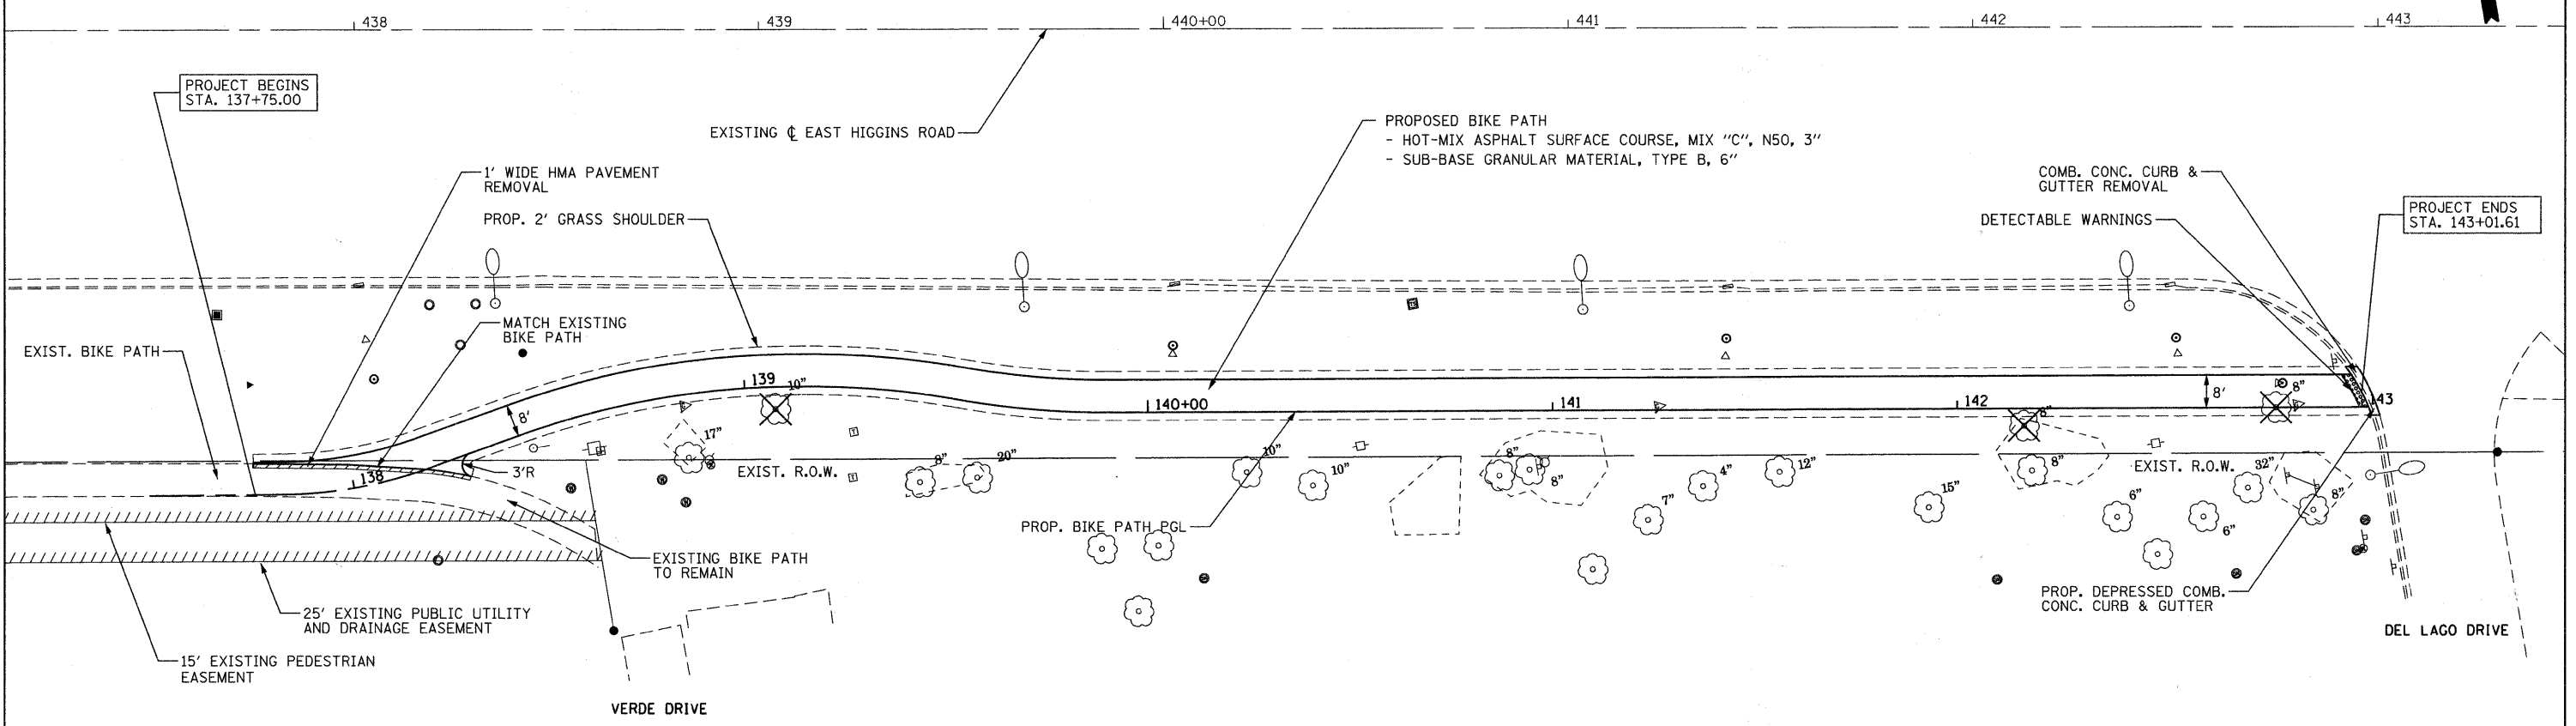 438
439
440+00
441
442
443
PROJECT BEGINS
STA. 137+75.00
EXISTING ℄ EAST HIGGINS ROAD
PROPOSED BIKE PATH
- HOT-MIX ASPHALT SURFACE COURSE, MIX "C", N50, 3"
- SUB-BASE GRANULAR MATERIAL, TYPE B, 6"
1' WIDE HMA PAVEMENT
REMOVAL
PROP. 2' GRASS SHOULDER
COMB. CONC. CURB &
GUTTER REMOVAL
DETECTABLE WARNINGS
PROJECT ENDS
STA. 143+01.61
MATCH EXISTING
BIKE PATH
EXIST. BIKE PATH
8'
139
10"
140+00
141
142
8'
8"
43
138
3'R
17"
EXIST. R.O.W.
8"
20"
10"
10"
8"
8"
4"
7"
12"
15"
8"
8"
EXIST. R.O.W.
32"
6"
6"
8"
PROP. BIKE PATH PGL
EXISTING BIKE PATH
TO REMAIN
25' EXISTING PUBLIC UTILITY
AND DRAINAGE EASEMENT
15' EXISTING PEDESTRIAN
EASEMENT
PROP. DEPRESSED COMB.
CONC. CURB & GUTTER
DEL LAGO DRIVE
VERDE DRIVE